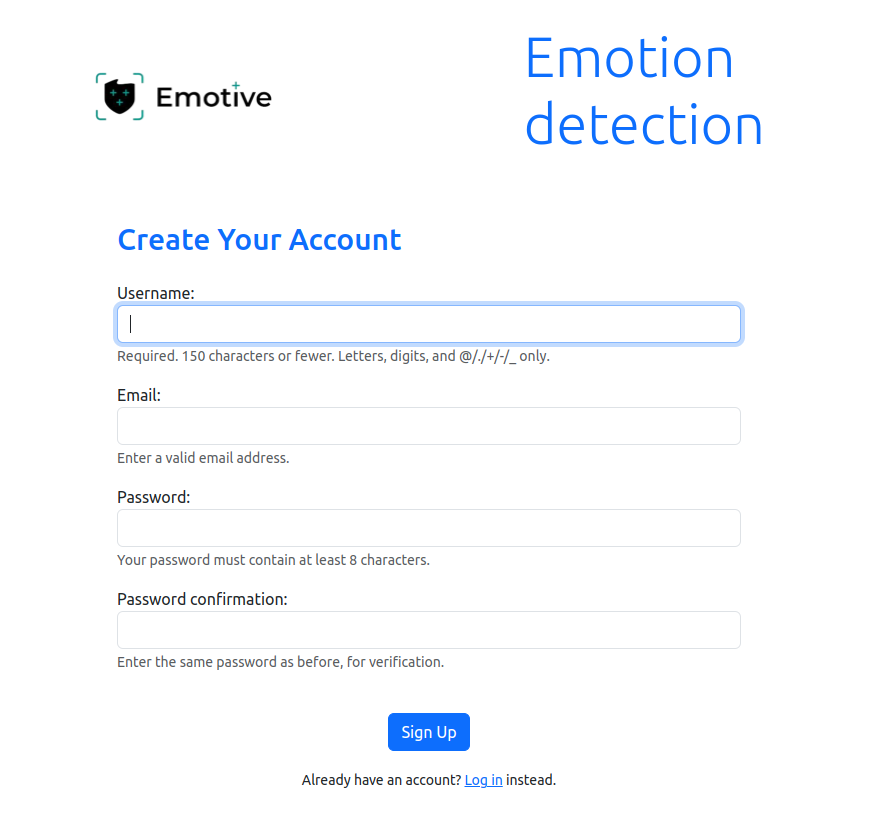 Emotive
Emotion
detection
Create Your Account
Username:
Required. 150 characters or fewer. Letters, digits, and @/./+/-/_ only.
Email:
Enter a valid email address.
Password:
Your password must contain at least 8 characters.
Password confirmation:
Enter the same password as before, for verification.
Sign Up
Already have an account? Log in instead.